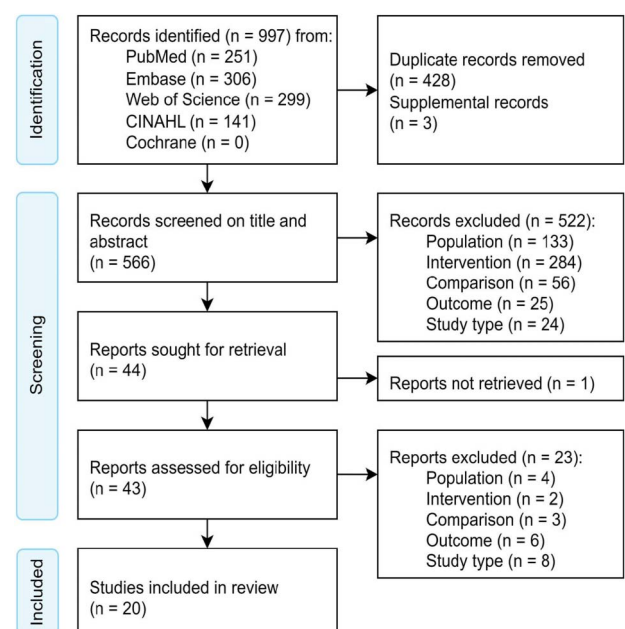 Identification
Records identified (n = 997) from:
PubMed (n = 251)
Embase (n = 306)
Web of Science (n = 299)
CINAHL (n = 141)
Cochrane (n = 0)
Duplicate records removed
(n = 428)
Supplemental records
(n = 3)
Screening
Records screened on title and
abstract
(n = 566)
Records excluded (n = 522):
Population (n = 133)
Intervention (n = 284)
Comparison (n = 56)
Outcome (n = 25)
Study type (n = 24)
Reports sought for retrieval
(n = 44)
Reports not retrieved (n = 1)
Reports assessed for eligibility
(n = 43)
Reports excluded (n = 23):
Population (n = 4)
Intervention (n = 2)
Comparison (n = 3)
Outcome (n = 6)
Study type (n = 8)
Included
Studies included in review
(n = 20)